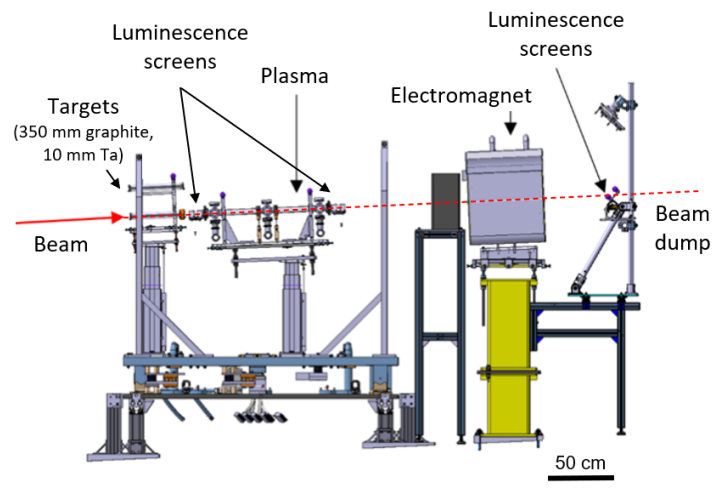 Luminescence
screens
Plasma
Targets
(350 mm graphite,
10 mm Ta)
Beam
Electromagnet
Luminescence
screens
Beam
dump
50 cm